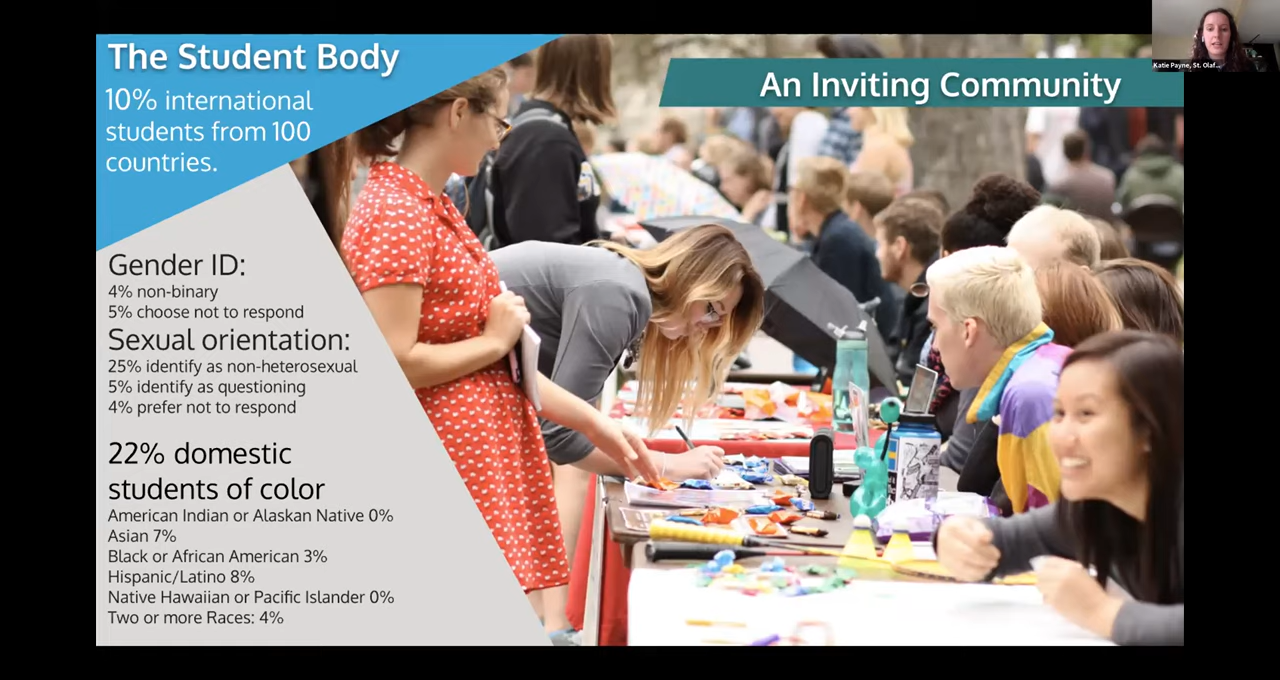 The Student Body
10% international
students from 100
countries.
Gender ID:
4% non-binary
5% choose not to respond
Sexual orientation:
25% identify as non-heterosexual
5% identify as questioning
4% prefer not to respond
22% domestic
students of color
American Indian or Alaskan Native 0%
Asian 7%
Black or African American 3%
Hispanic/Latino 8%
Native Hawaiian or Pacific Islander 0%
Two or more Races: 4%
An Inviting Community
Katie Payne, St. Olaf...